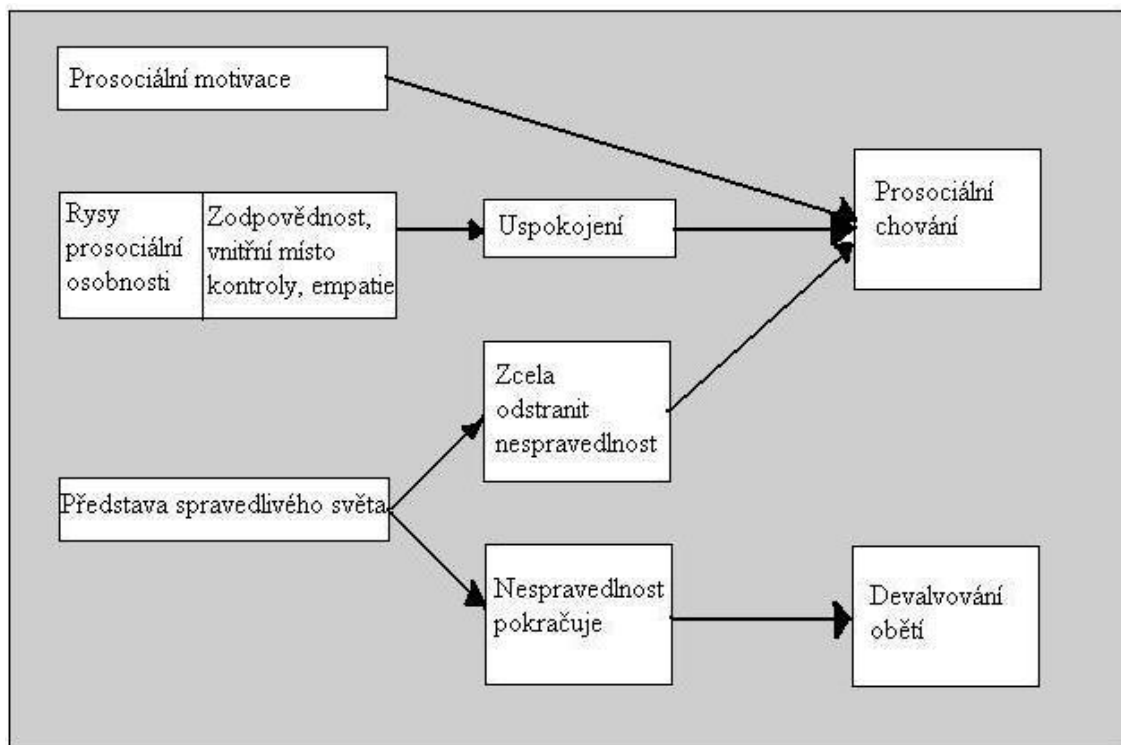 Prosociální motivace
Rysy
prosociální
osobnosti
Zodpovědnost,
vnitřní místo
kontroly, empatie
Uspokojení
Prosociální
chování
Zcela
odstranit
nespravedlnost
Představa spravedlivého světa
Nespravedlnost
pokračuje
Devalvování
obětí